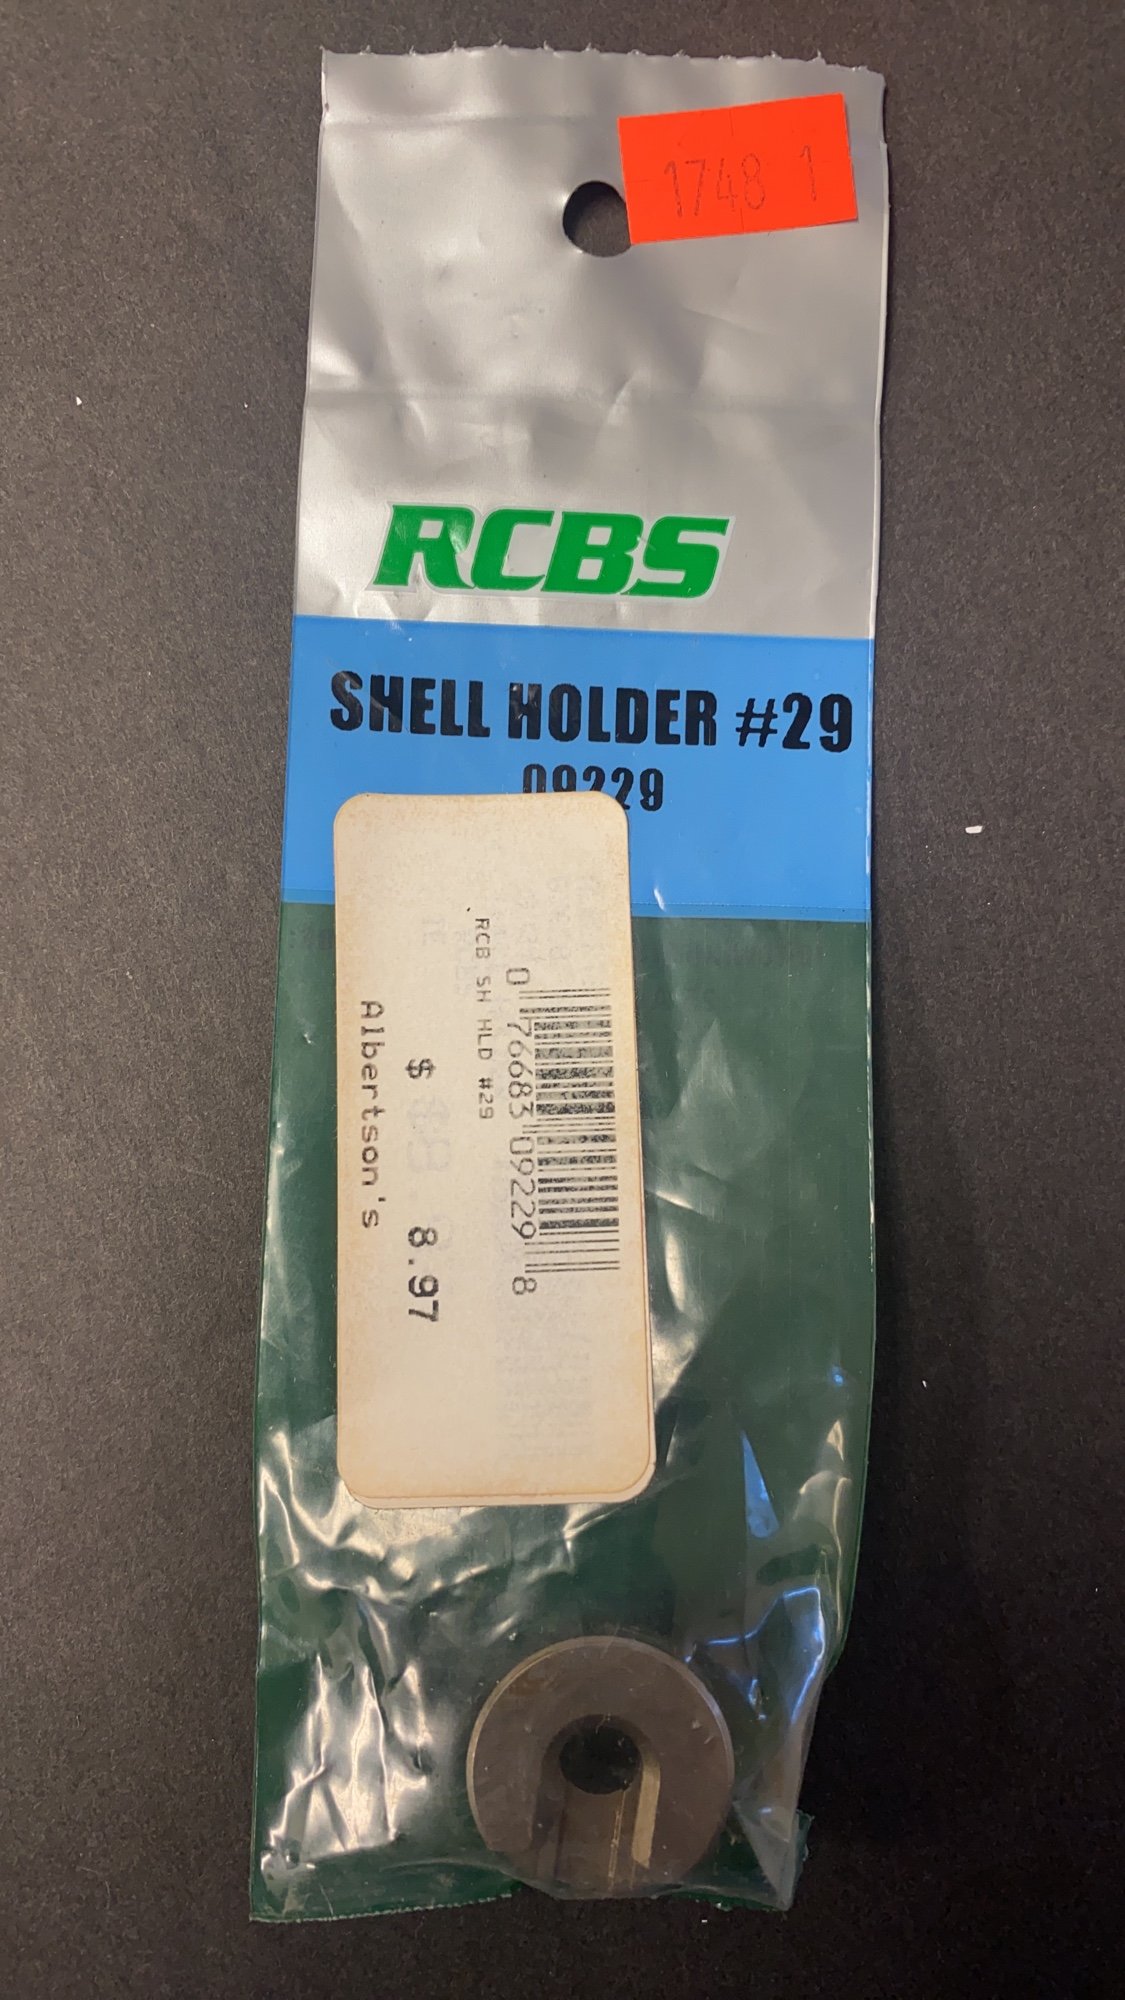 1748 1
RCBS
SHELL HOLDER #29
09229
0 76683 09229 8
RCB SH HLD #29
$ 8.97
Albertson's